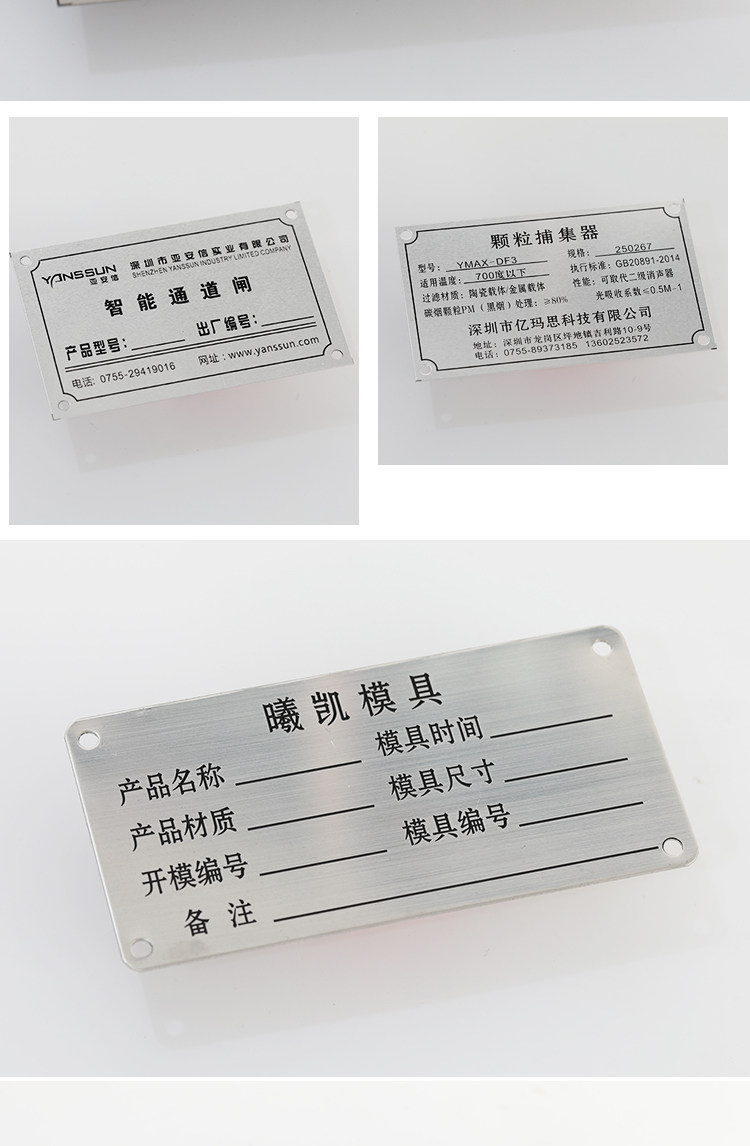 YANSSUN 深圳市亚安信实业有限公司
亚安信 SHENZHEN YANSSUN INDUSTRY LIMITED COMPANY
智能通道闸
产品型号: 出厂编号:
电话: 0755-29419016 网址: www.yanssun.com
颗粒捕集器
型号: YMAX-DF3 规格: 250267
适用温度: 700度以下 执行标准: GB20891-2014
过滤材质: 陶瓷载体/金属载体 性能: 可取代二级消声器
碳烟颗粒PM(黑烟)处理: ≥80% 光吸收系数≤0.5M-1
深圳市亿玛思科技有限公司
地址: 深圳市龙岗区坪地镇吉利路10-9号
电话: 0755-89373185 13602523572
曦凯模具
产品名称 模具时间
产品材质 模具尺寸
开模编号 模具编号
备注